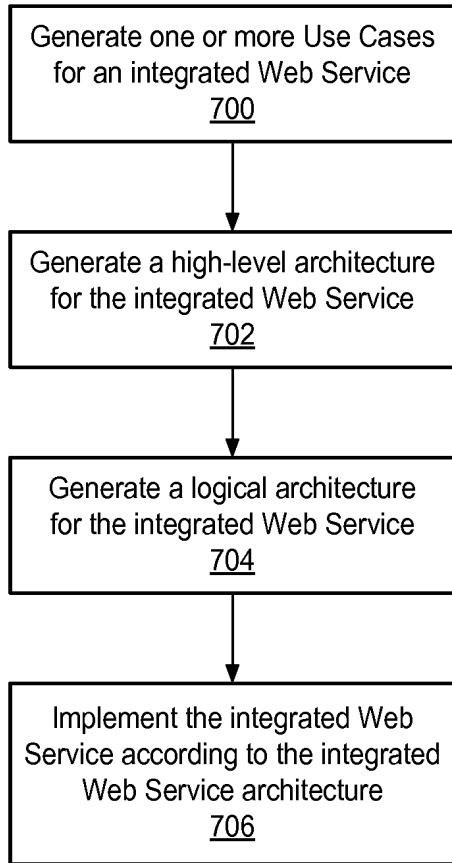 Generate one or more Use Cases
for an integrated Web Service
700
Generate a high-level architecture
for the integrated Web Service
702
Generate a logical architecture
for the integrated Web Service
704
Implement the integrated Web
Service according to the integrated
Web Service architecture
706